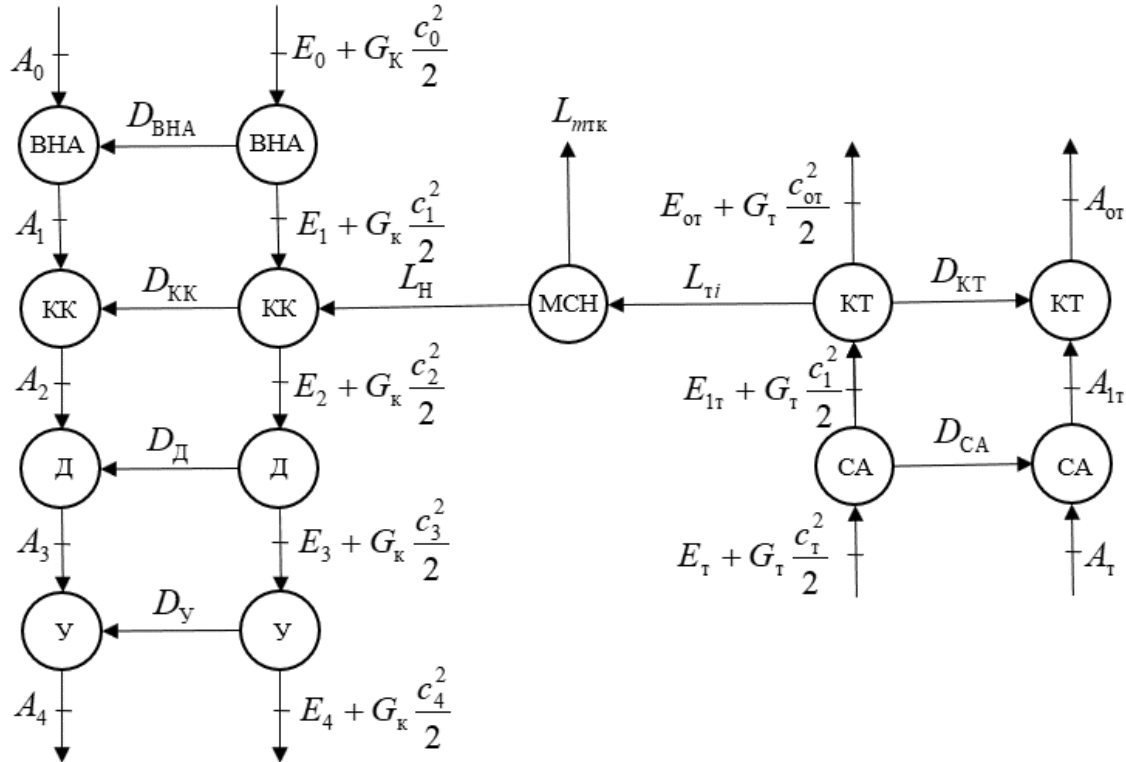 A₀
E₀ + G_К c₀²/2
D_ВНА
ВНА
ВНА
L_mтк
A₁
E₁ + G_к c₁²/2
E_от + G_т c_от²/2
A_от
D_КК
L_Н
L_тi
D_КТ
КК
КК
МСН
КТ
КТ
A₂
E₂ + G_к c₂²/2
E_1т + G_т c₁²/2
A_1т
D_Д
D_СА
Д
Д
СА
СА
A₃
E₃ + G_к c₃²/2
E_т + G_т c_т²/2
A_т
D_У
У
У
A₄
E₄ + G_к c₄²/2